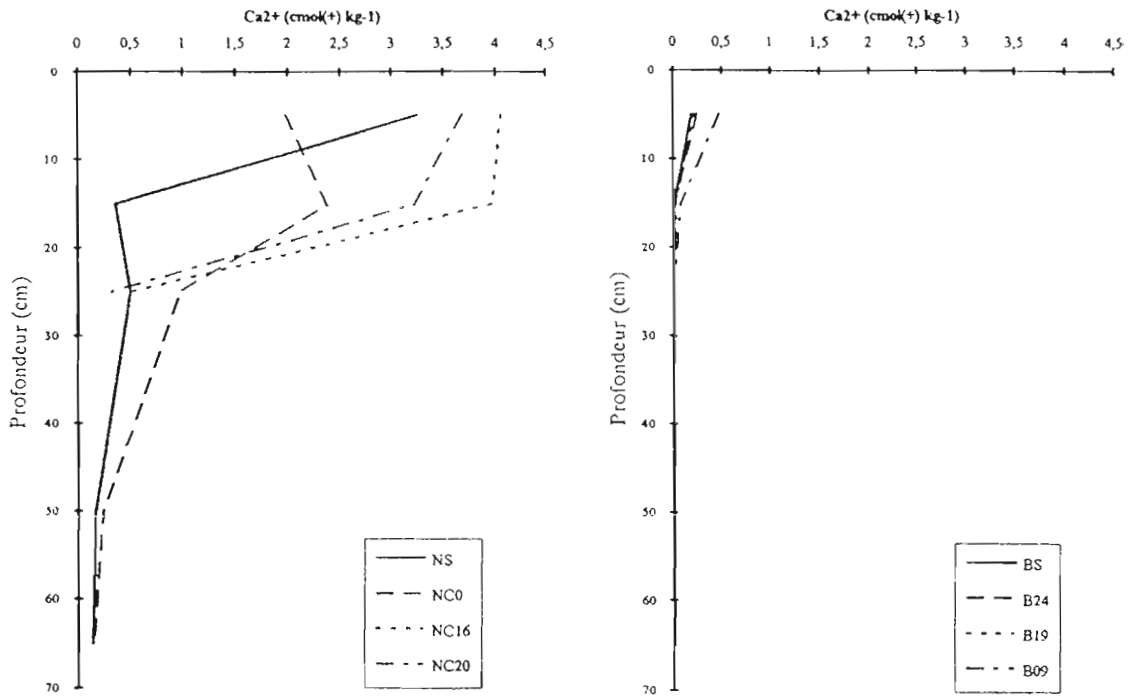 Ca2+ (cmol(+) kg-1)
0 0,5 1 1,5 2 2,5 3 3,5 4 4,5
0
10
20
30
40
50
60
70
Profondeur (cm)
NS
NC0
NC16
NC20
Ca2+ (cmol(+) kg-1)
0 0,5 1 1,5 2 2,5 3 3,5 4 4,5
0
10
20
30
40
50
60
70
Profondeur (cm)
BS
B24
B19
B09